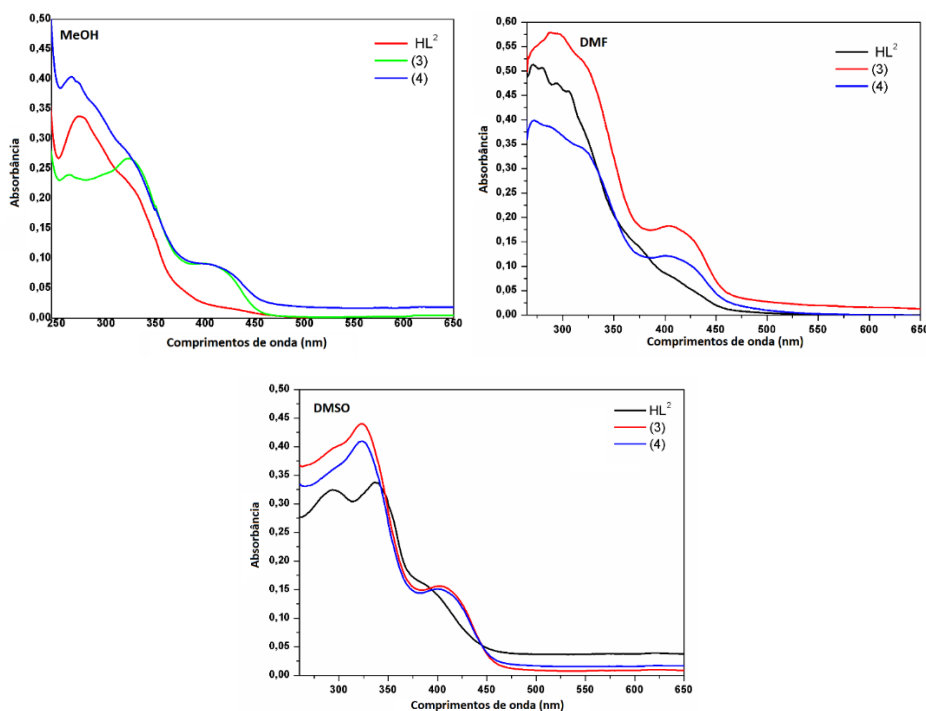 MeOH
HL²
(3)
(4)
Absorbância
0,50
0,45
0,40
0,35
0,30
0,25
0,20
0,15
0,10
0,05
0,00
250 300 350 400 450 500 550 600 650
Comprimentos de onda (nm)
DMF
HL²
(3)
(4)
Absorbância
0,60
0,55
0,50
0,45
0,40
0,35
0,30
0,25
0,20
0,15
0,10
0,05
0,00
300 350 400 450 500 550 600 650
Comprimentos de onda (nm)
DMSO
HL²
(3)
(4)
Absorbância
0,50
0,45
0,40
0,35
0,30
0,25
0,20
0,15
0,10
0,05
0,00
300 350 400 450 500 550 600 650
Comprimentos de onda (nm)